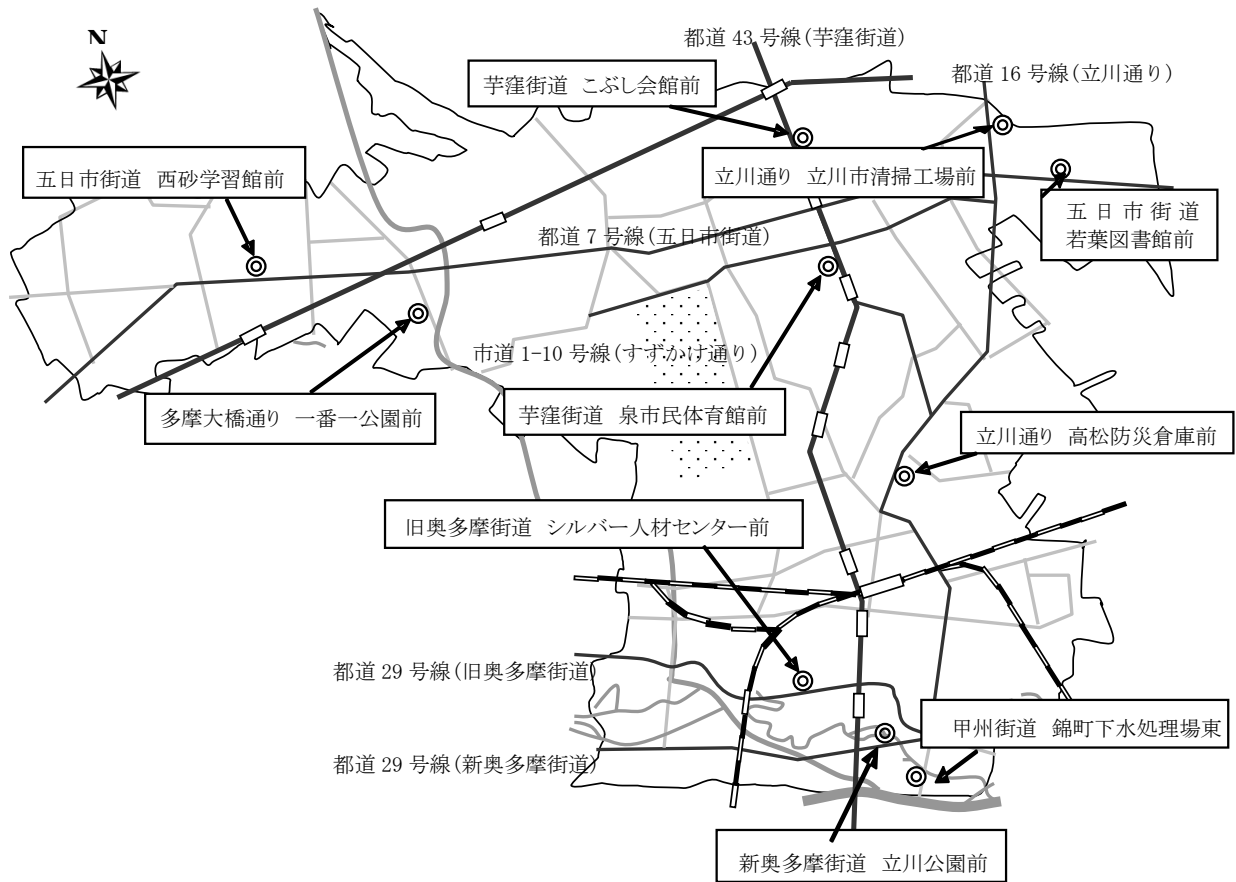 N
都道 43 号線(芋窪街道)
芋窪街道 こぶし会館前
都道 16 号線(立川通り)
五日市街道 西砂学習館前
立川通り 立川市清掃工場前
五日市街道
若葉図書館前
都道 7 号線(五日市街道)
市道 1-10 号線(すずかけ通り)
多摩大橋通り 一番一公園前
芋窪街道 泉市民体育館前
立川通り 高松防災倉庫前
旧奥多摩街道 シルバー人材センター前
都道 29 号線(旧奥多摩街道)
甲州街道 錦町下水処理場東
都道 29 号線(新奥多摩街道)
新奥多摩街道 立川公園前